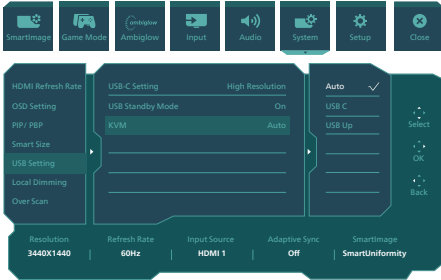 ambiglow
SmartImage Game Mode Ambiglow Input Audio System Setup Close
HDMI Refresh Rate USB-C Setting High Resolution Auto
OSD Setting USB Standby Mode On USB C
PIP/ PBP KVM Auto USB Up
Select
Smart Size
OK
USB Setting
Local Dimming
Back
Over Scan
Resolution Refresh Rate Input Source Adaptive Sync SmartImage
3440X1440 | 60Hz | HDMI 1 | Off | SmartUniformity